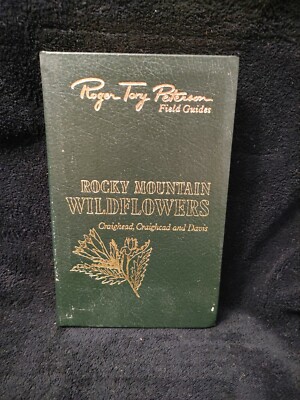 Roger Tory Peterson
Field Guides
ROCKY MOUNTAIN
WILDFLOWERS
Craighead, Craighead and Davis